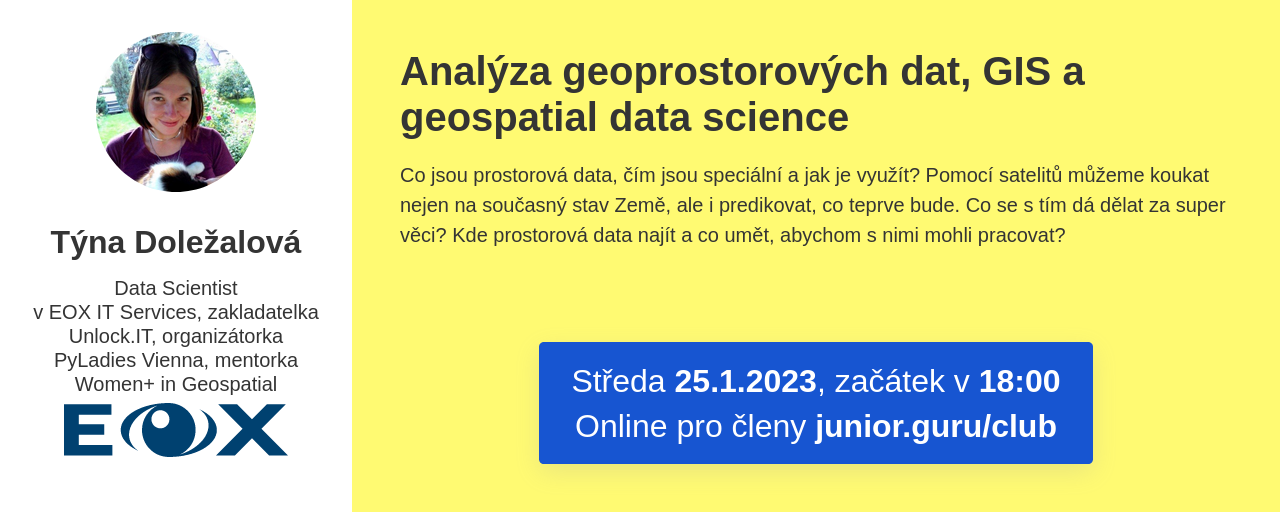 Týna Doležalová
Data Scientist
v EOX IT Services, zakladatelka
Unlock.IT, organizátorka
PyLadies Vienna, mentorka
Women+ in Geospatial
EOX
Analýza geoprostorových dat, GIS a
geospatial data science
Co jsou prostorová data, čím jsou speciální a jak je využít? Pomocí satelitů můžeme koukat
nejen na současný stav Země, ale i predikovat, co teprve bude. Co se s tím dá dělat za super
věci? Kde prostorová data najít a co umět, abychom s nimi mohli pracovat?
Středa 25.1.2023, začátek v 18:00
Online pro členy junior.guru/club